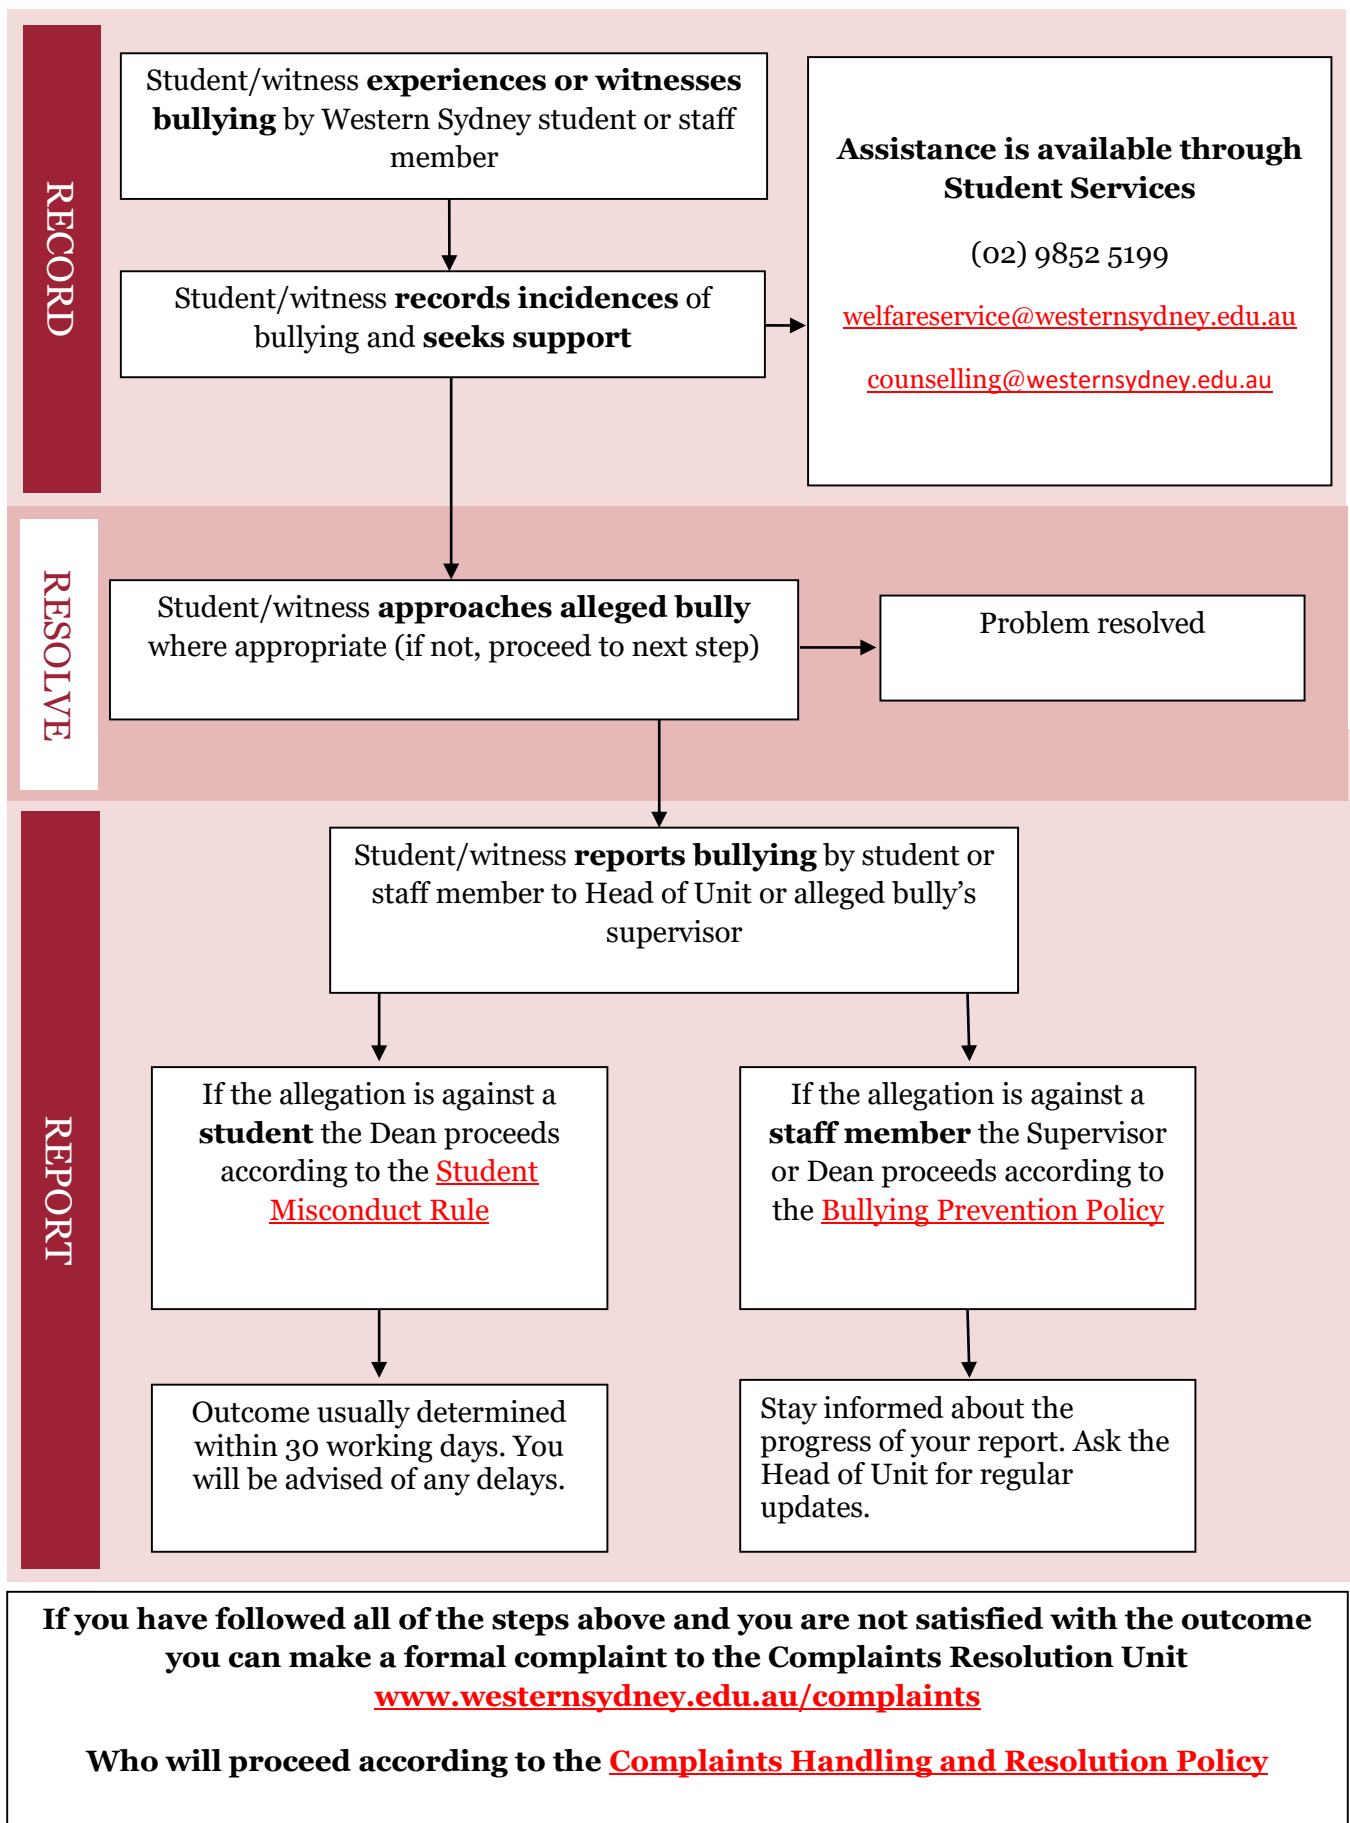 RECORD
Student/witness experiences or witnesses
bullying by Western Sydney student or staff
member
Student/witness records incidences of
bullying and seeks support
Assistance is available through
Student Services
(02) 9852 5199
welfareservice@westernsydney.edu.au
counselling@westernsydney.edu.au
RESOLVE
Student/witness approaches alleged bully
where appropriate (if not, proceed to next step)
Problem resolved
REPORT
Student/witness reports bullying by student or
staff member to Head of Unit or alleged bully’s
supervisor
If the allegation is against a
student the Dean proceeds
according to the Student
Misconduct Rule
If the allegation is against a
staff member the Supervisor
or Dean proceeds according to
the Bullying Prevention Policy
Outcome usually determined
within 30 working days. You
will be advised of any delays.
Stay informed about the
progress of your report. Ask the
Head of Unit for regular
updates.
If you have followed all of the steps above and you are not satisfied with the outcome
you can make a formal complaint to the Complaints Resolution Unit
www.westernsydney.edu.au/complaints
Who will proceed according to the Complaints Handling and Resolution Policy